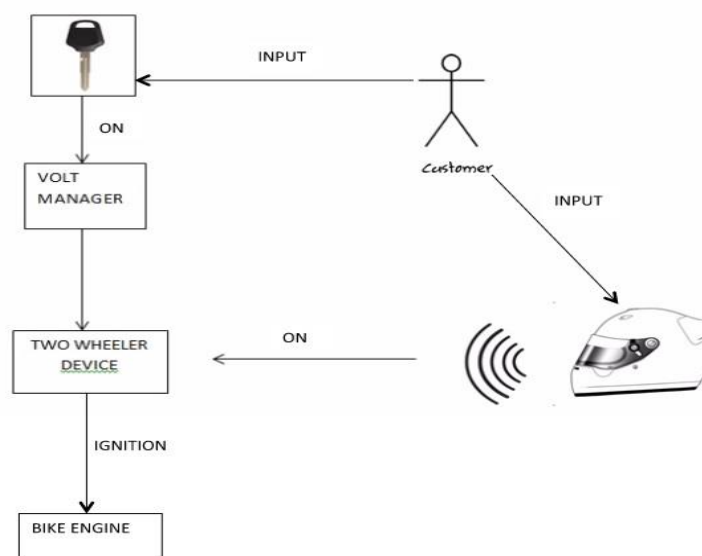 INPUT
ON
Customer
VOLT
MANAGER
INPUT
TWO WHEELER
DEVICE
ON
IGNITION
BIKE ENGINE